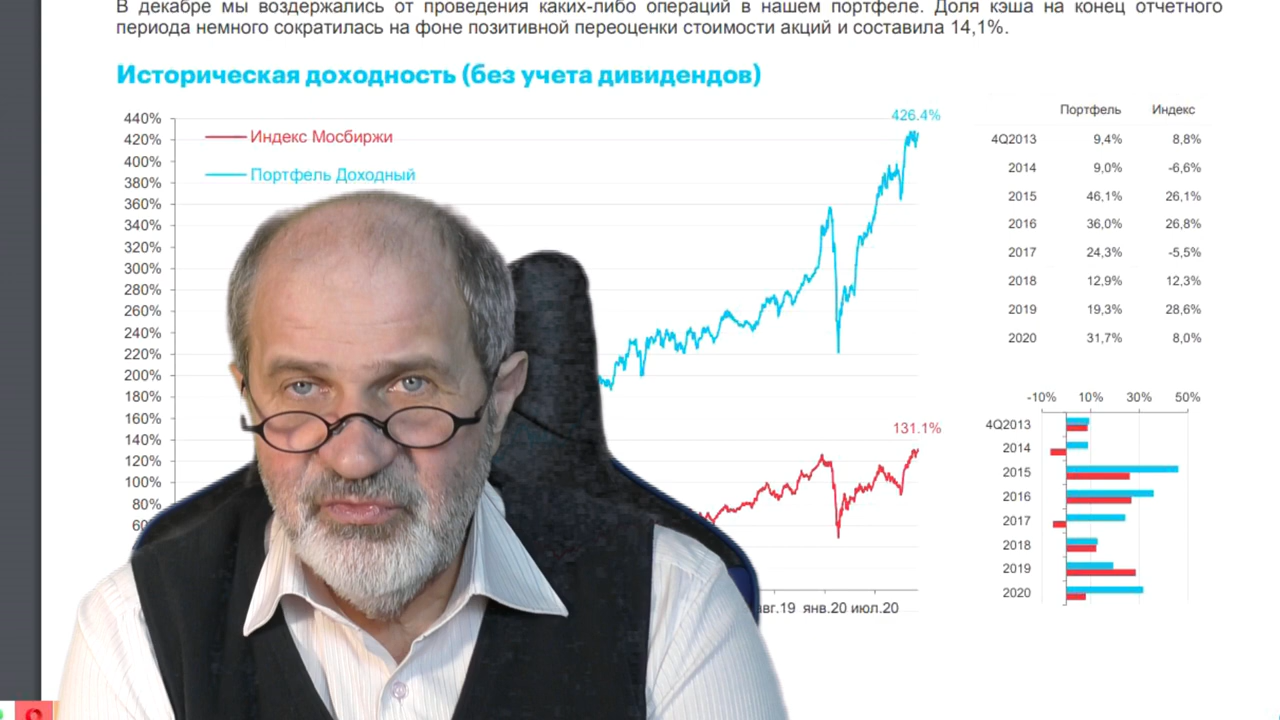 В декабре мы воздержались от проведения каких-либо операций в нашем портфеле. Доля кэша на конец отчетного
периода немного сократилась на фоне позитивной переоценки стоимости акций и составила 14,1%.
Историческая доходность (без учета дивидендов)
440%
420%
400%
380%
360%
340%
320%
300%
280%
260%
240%
220%
200%
180%
160%
140%
120%
100%
80%
Индекс Мосбиржи
Портфель Доходный
426.4%
131.1%
янв.20 июл.20
Портфель Индекс
4Q2013 9,4% 8,8%
2014 9,0% -6,6%
2015 46,1% 26,1%
2016 36,0% 26,8%
2017 24,3% -5,5%
2018 12,9% 12,3%
2019 19,3% 28,6%
2020 31,7% 8,0%
-10% 10% 30% 50%
4Q2013
2014
2015
2016
2017
2018
2019
2020